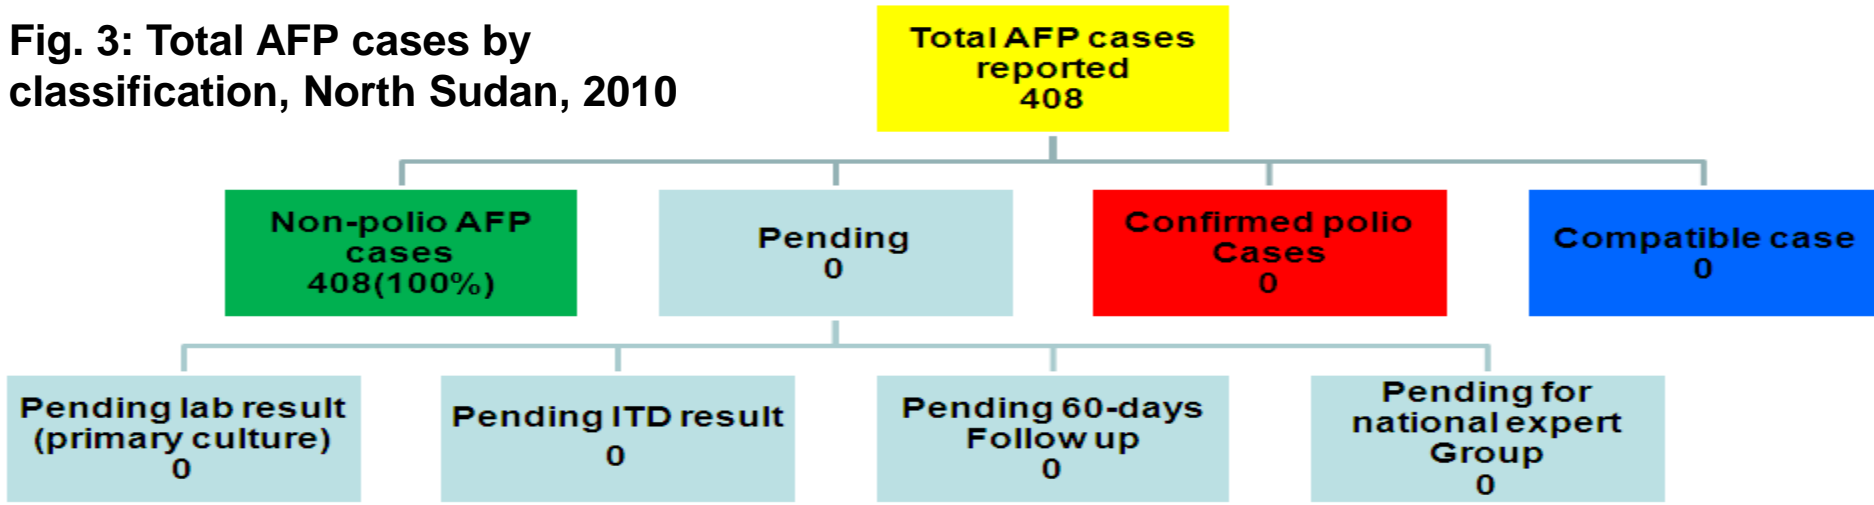 Fig. 3: Total AFP cases by
classification, North Sudan, 2010
Total AFP cases
reported
408
Non-polio AFP
cases
408(100%)
Pending
0
Confirmed polio
Cases
0
Compatible case
0
Pending lab result
(primary culture)
0
Pending ITD result
0
Pending 60-days
Follow up
0
Pending for
national expert
Group
0